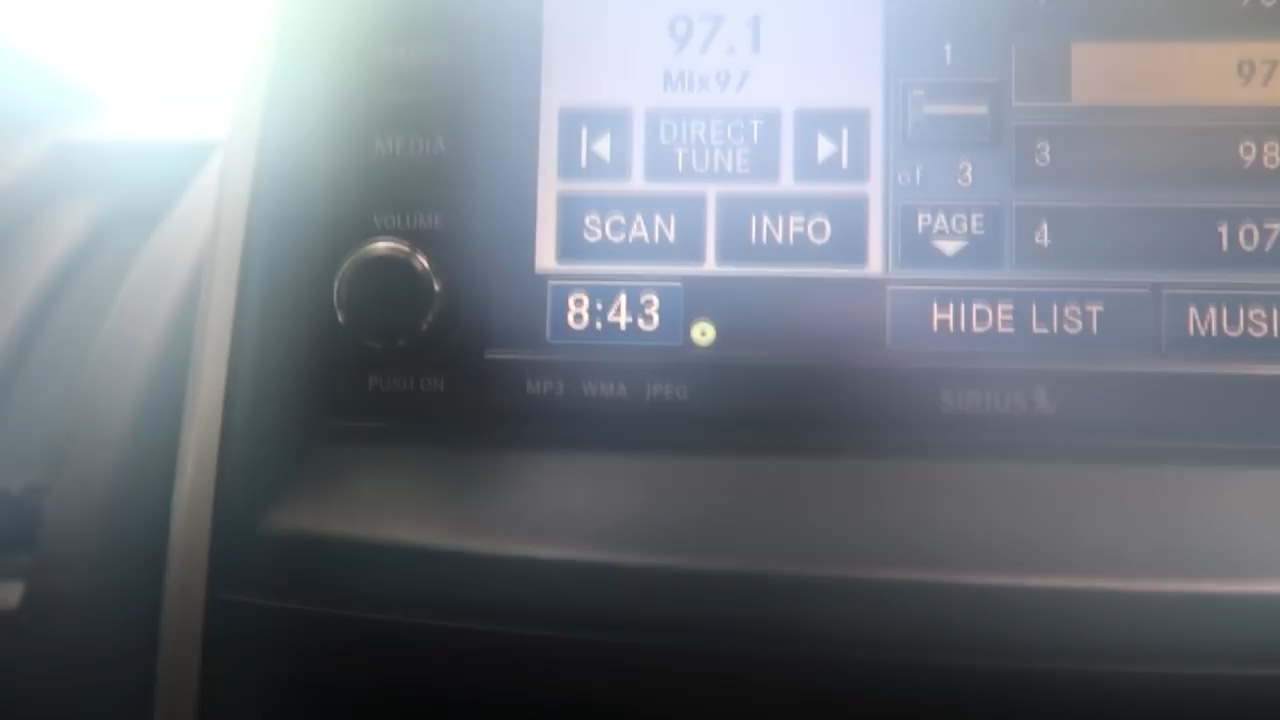 97.1
Mix97
DIRECT
TUNE
SCAN
INFO
8:43
1
of 3
PAGE
97
3 98
4 107
HIDE LIST
MUSI
MEDIA
VOLUME
PUSH ON
MP3 WMA JPEG
SIRIUS